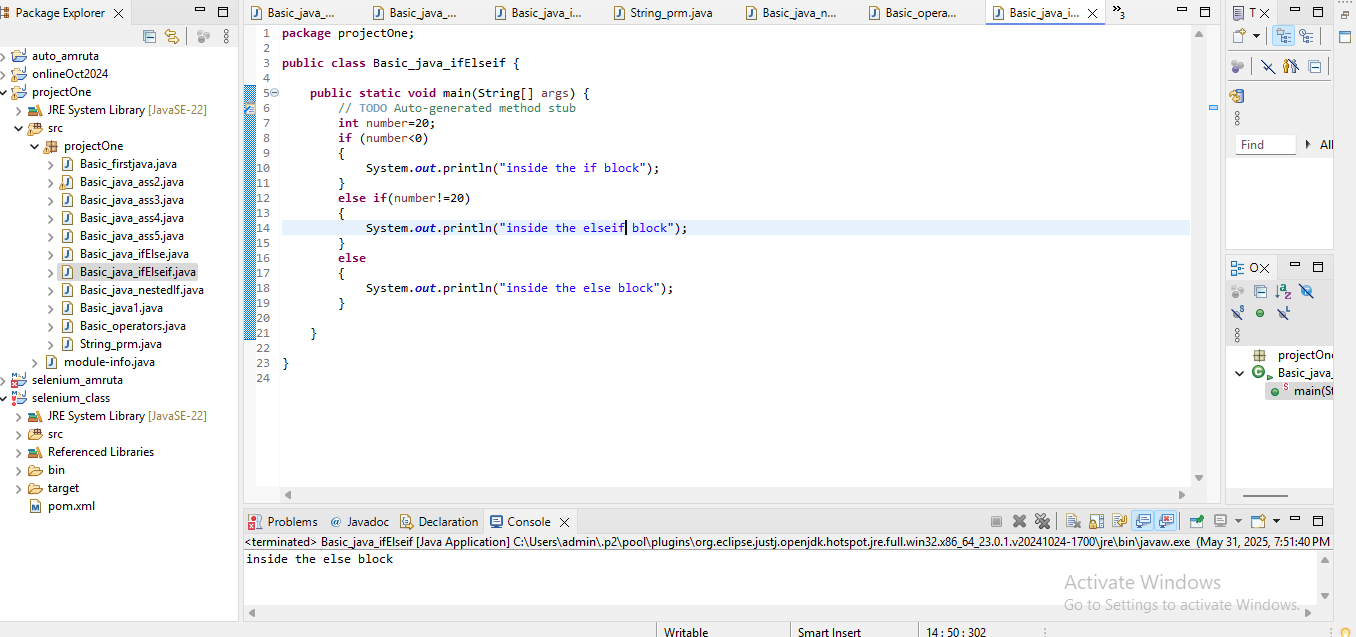 Package Explorer
auto_amruta
onlineOct2024
projectOne
JRE System Library [JavaSE-22]
src
projectOne
Basic_firstjava.java
Basic_java_ass2.java
Basic_java_ass3.java
Basic_java_ass4.java
Basic_java_ass5.java
Basic_java_ifElse.java
Basic_java_ifElseif.java
Basic_java_nestedIf.java
Basic_java1.java
Basic_operators.java
String_prm.java
module-info.java
selenium_amruta
selenium_class
JRE System Library [JavaSE-22]
src
Referenced Libraries
bin
target
pom.xml
Basic_java_... Basic_java_... Basic_java_i... String_prm.java Basic_java_n... Basic_opera... Basic_java_i... »3
1 package projectOne;
2
3 public class Basic_java_ifElseif {
4
5 public static void main(String[] args) {
6 // TODO Auto-generated method stub
7 int number=20;
8 if (number<0)
9 {
10 System.out.println("inside the if block");
11 }
12 else if(number!=20)
13 {
14 System.out.println("inside the elseif block");
15 }
16 else
17 {
18 System.out.println("inside the else block");
19 }
20
21 }
22
23 }
24
T
Find
All
O
projectOne
Basic_java_
main(St
Problems @ Javadoc Declaration Console
<terminated> Basic_java_ifElseif [Java Application] C:\Users\admin\.p2\pool\plugins\org.eclipse.justj.openjdk.hotspot.jre.full.win32.x86_64_23.0.1.v20241024-1700\jre\bin\javaw.exe (May 31, 2025, 7:51:40 PM
inside the else block
Activate Windows
Go to Settings to activate Windows.
Writable Smart Insert 14 : 50 : 302